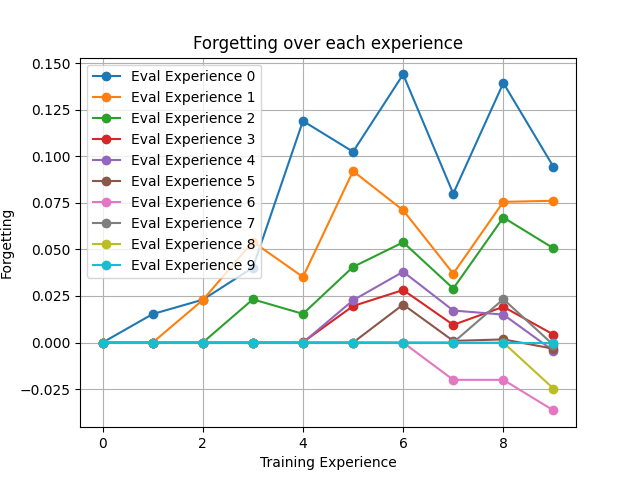 Forgetting over each experience
0.150
0.125
0.100
0.075
0.050
0.025
0.000
−0.025
Forgetting
Eval Experience 0
Eval Experience 1
Eval Experience 2
Eval Experience 3
Eval Experience 4
Eval Experience 5
Eval Experience 6
Eval Experience 7
Eval Experience 8
Eval Experience 9
0 2 4 6 8
Training Experience